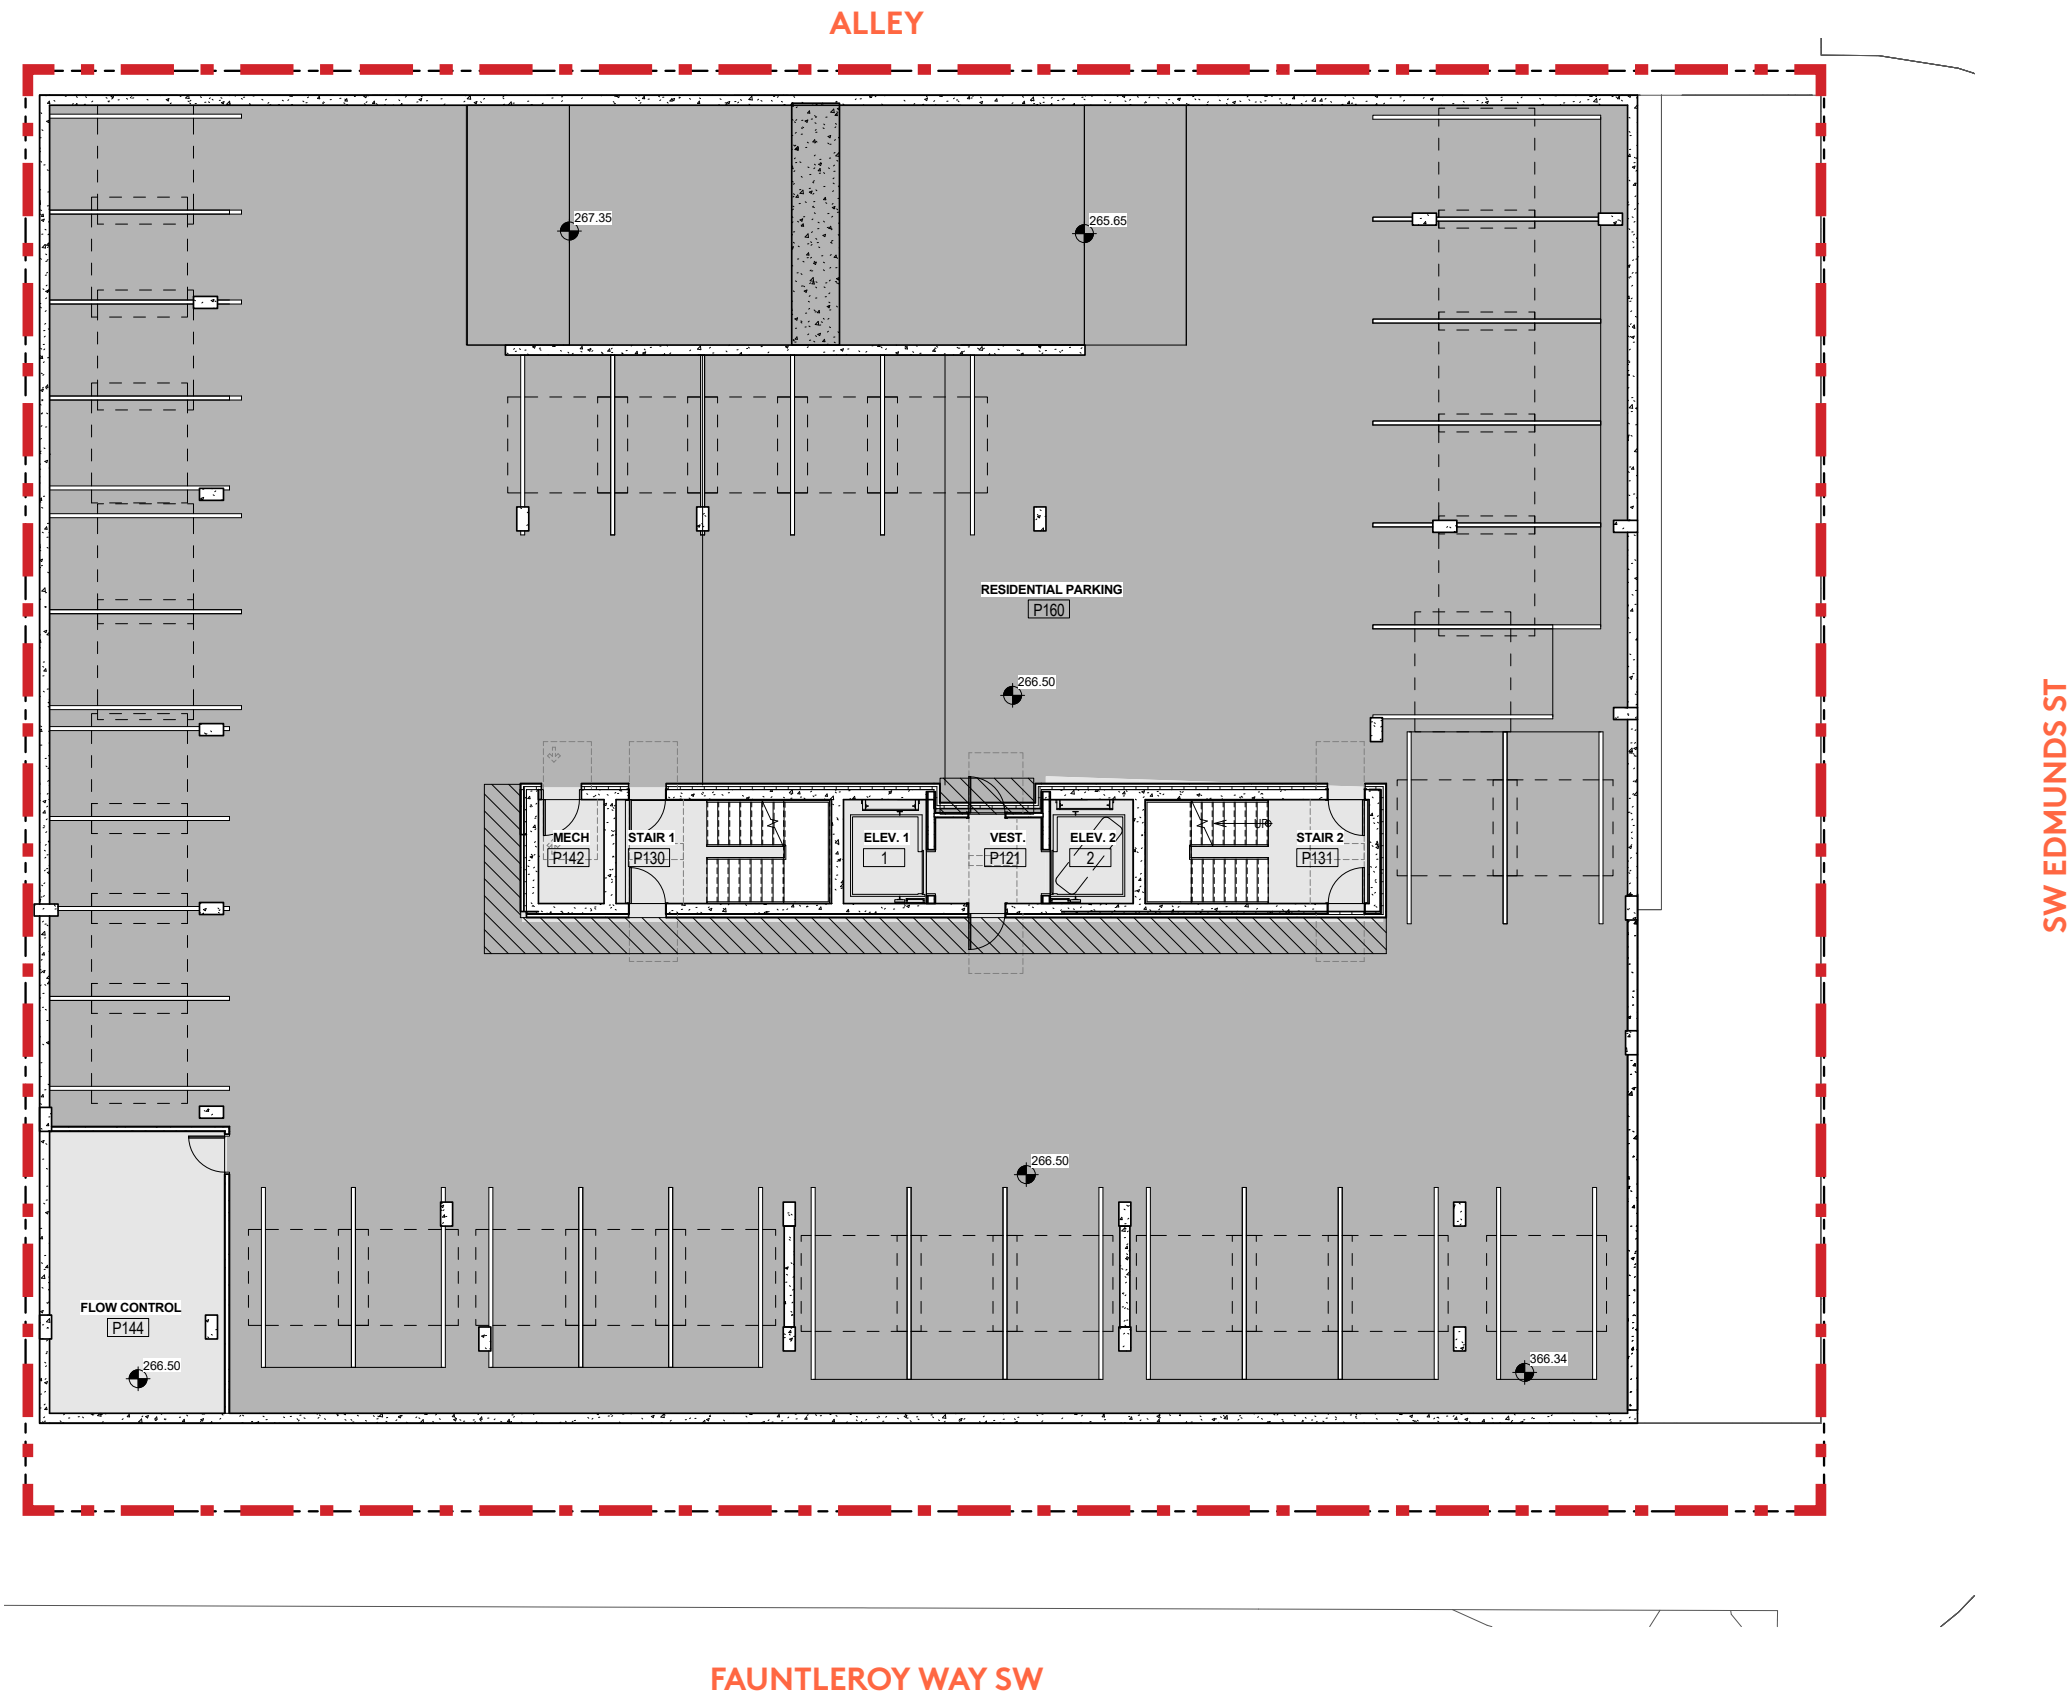 ALLEY
267.35
265.65
RESIDENTIAL PARKING
P160
266.50
SW EDMUNDS ST
MECH
P142
STAIR 1
P130
ELEV. 1
1
VEST.
P121
ELEV. 2
2
UP
STAIR 2
P131
266.50
FLOW CONTROL
P144
266.50
366.34
FAUNTLEROY WAY SW